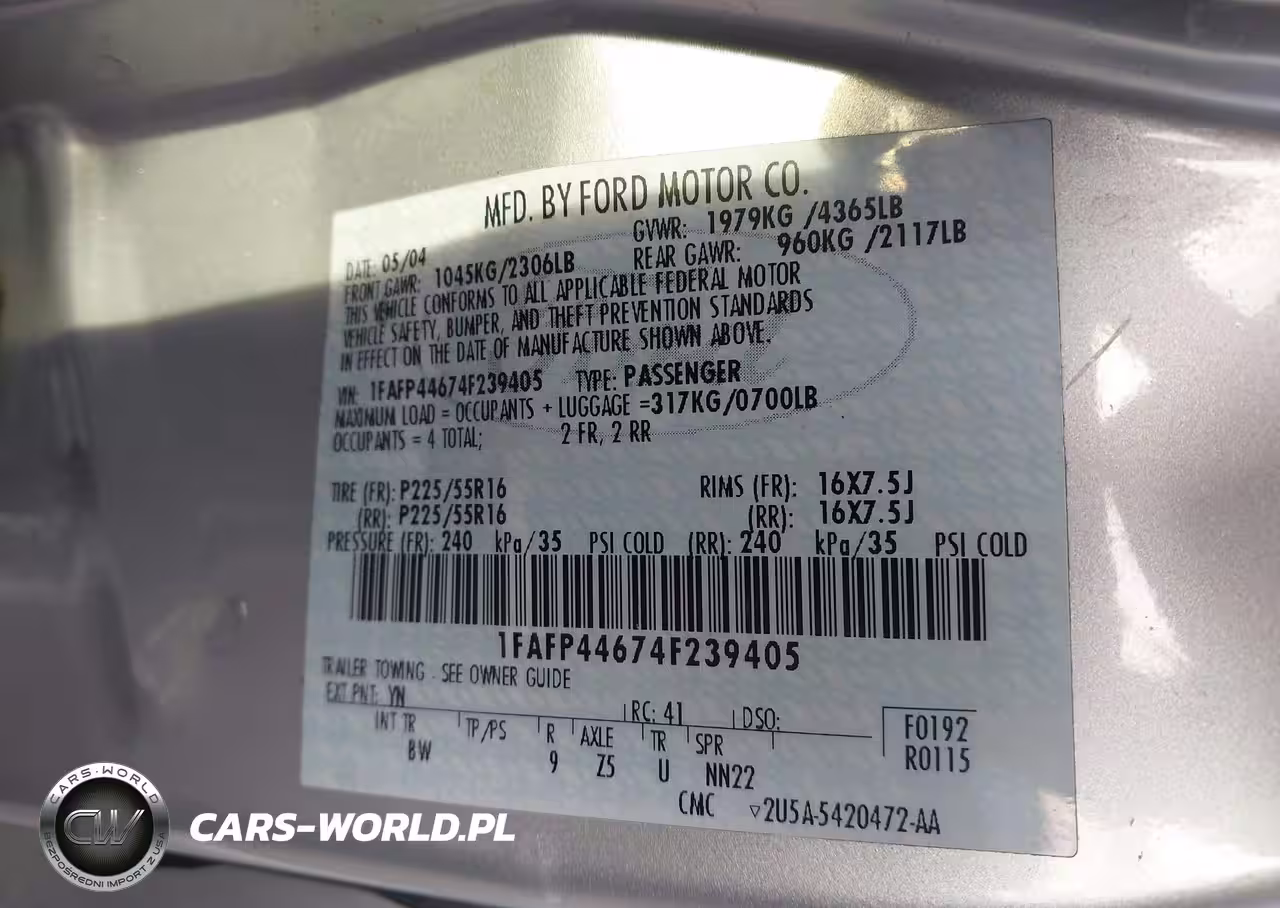 MFD. BY FORD MOTOR CO.
DATE: 05/04 GVWR: 1979KG /4365LB
FRONT GAWR: 1045KG/2306LB REAR GAWR: 960KG /2117LB
THIS VEHICLE CONFORMS TO ALL APPLICABLE FEDERAL MOTOR
VEHICLE SAFETY, BUMPER, AND THEFT PREVENTION STANDARDS
IN EFFECT ON THE DATE OF MANUFACTURE SHOWN ABOVE.
VIN: 1FAFP44674F239405 TYPE: PASSENGER
MAXIMUM LOAD = OCCUPANTS + LUGGAGE =317KG/0700LB
OCCUPANTS = 4 TOTAL; 2 FR, 2 RR
TIRE (FR): P225/55R16 RIMS (FR): 16X7.5J
(RR): P225/55R16 (RR): 16X7.5J
PRESSURE (FR): 240 kPa/35 PSI COLD (RR): 240 kPa/35 PSI COLD
1FAFP44674F239405
TRAILER TOWING - SEE OWNER GUIDE
EXT PNT: YN RC: 41 DSO:
INT TR TP/PS R AXLE TR SPR
BW 9 Z5 U NN22
F0192
R0115
CMC ▽2U5A-5420472-AA
CARS-WORLD
CW
BEZPOŚREDNI IMPORT Z USA
CARS-WORLD.PL